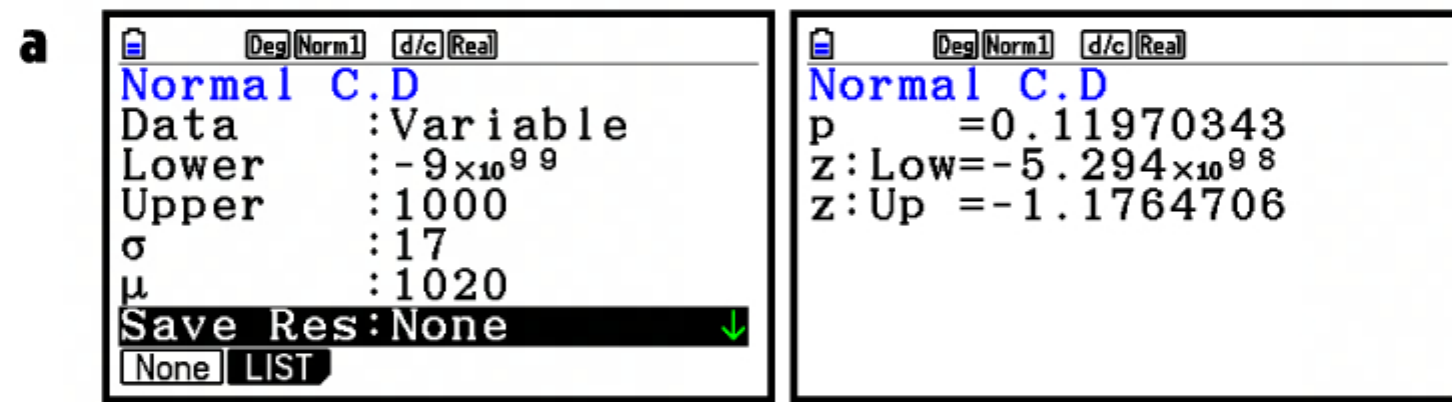 a
Deg Norm1 d/c Real
Normal C.D
Data :Variable
Lower :-9×10⁹⁹
Upper :1000
σ :17
μ :1020
Save Res:None ↓
None LIST
Deg Norm1 d/c Real
Normal C.D
p =0.11970343
z:Low=-5.294×10⁹⁸
z:Up =-1.1764706